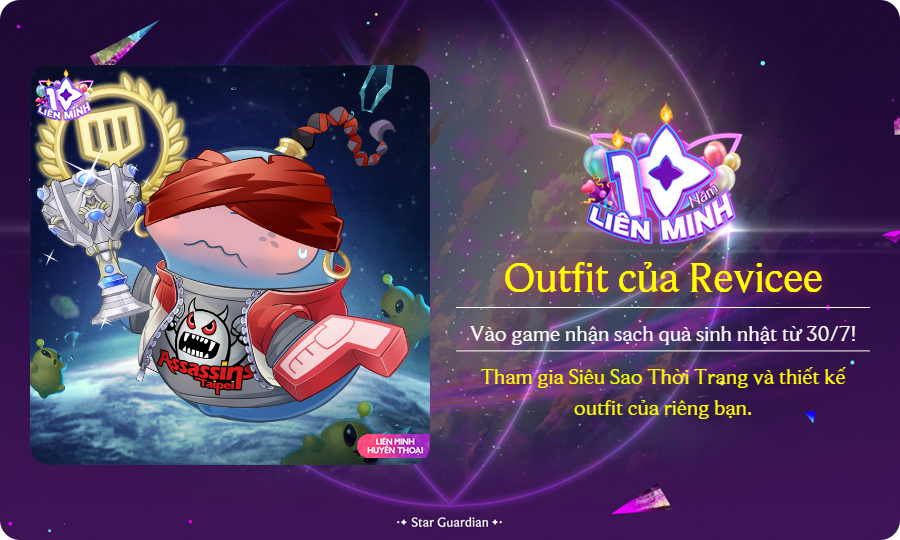 10
LIÊN MINH
Assassins
Taipei
LIÊN MINH
HUYỀN THOẠI
10
Năm
LIÊN MINH
Outfit của Revicee
Vào game nhận sạch quà sinh nhật từ 30/7!
Tham gia Siêu Sao Thời Trang và thiết kế
outfit của riêng bạn.
Star Guardian